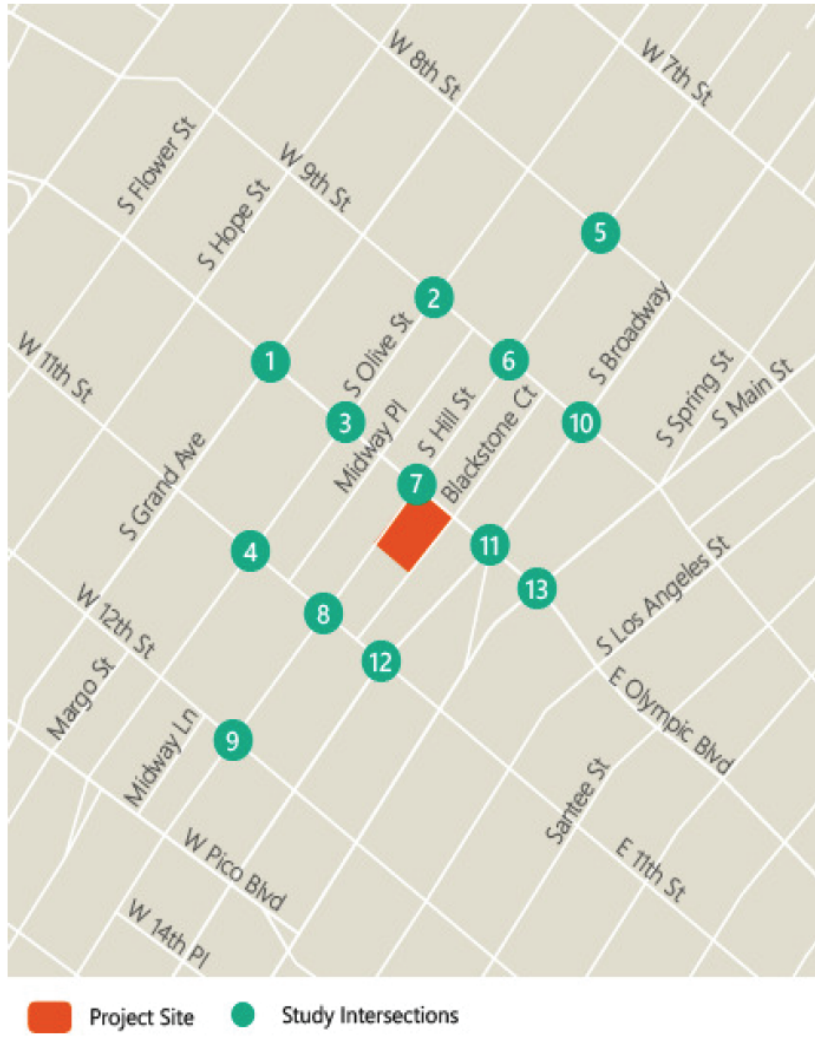 W 8th St
W 7th St
S Flower St
W 9th St
S Hope St
5
2
S Broadway
S Olive St
1
6
W 11th St
S Spring St
S Main St
3
S Hill St
10
Midway Pl
Blackstone Ct
S Grand Ave
7
4
11
13
S Los Angeles St
8
W 12th St
12
Margo St
E Olympic Blvd
9
Midway Ln
Santee St
W Pico Blvd
E 11th St
W 14th Pl
Project Site
Study Intersections